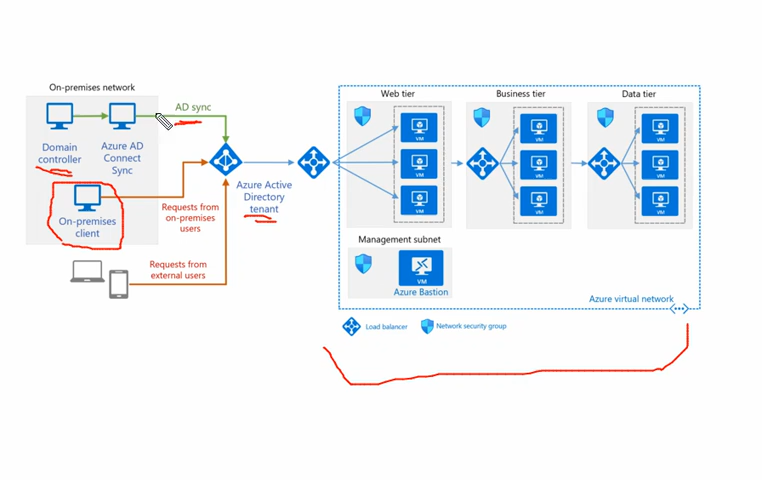 On-premises network
AD sync
Domain
controller
Azure AD
Connect
Sync
On-premises
client
Requests from
on-premises
users
Azure Active
Directory
tenant
Requests from
external users
Web tier
VM
VM
VM
Business tier
VM
VM
VM
Data tier
VM
VM
VM
Management subnet
VM
Azure Bastion
Azure virtual network
Load balancer
Network security group